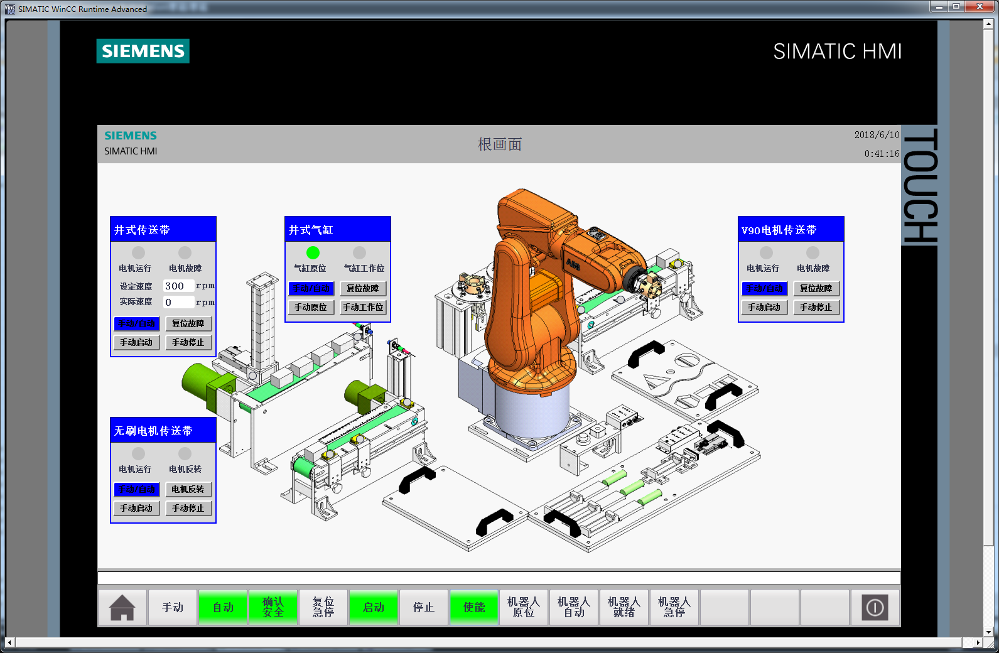 SIMATIC WinCC Runtime Advanced
SIEMENS
SIMATIC HMI
SIEMENS
SIMATIC HMI
根画面
2018/6/10
0:41:16
TOUCH
井式传送带
电机运行 电机故障
设定速度 300 rpm
实际速度 0 rpm
手动/自动 复位故障
手动启动 手动停止
井式气缸
气缸原位 气缸工作位
手动/自动 复位故障
手动原位 手动工作位
V90电机传送带
电机运行 电机故障
手动/自动 复位故障
手动启动 手动停止
ABB
无刷电机传送带
电机运行 电机反转
手动/自动 电机反转
手动启动 手动停止
手动
自动
确认
安全
复位
急停
启动
停止
使能
机器人
原位
机器人
自动
机器人
就绪
机器人
急停